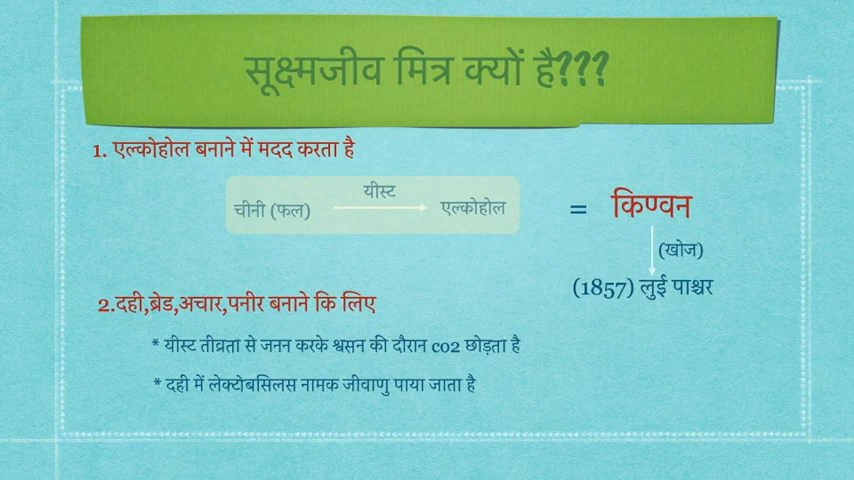 सूक्ष्मजीव मित्र क्यों है???
1. एल्कोहोल बनाने में मदद करता है
यीस्ट
चीनी (फल) एल्कोहोल = किण्वन
(खोज)
(1857) लुई पाश्चर
2.दही,ब्रेड,अचार,पनीर बनाने कि लिए
* यीस्ट तीव्रता से जनन करके श्वसन की दौरान co2 छोड़ता है
* दही में लेक्टोबसिलस नामक जीवाणु पाया जाता है